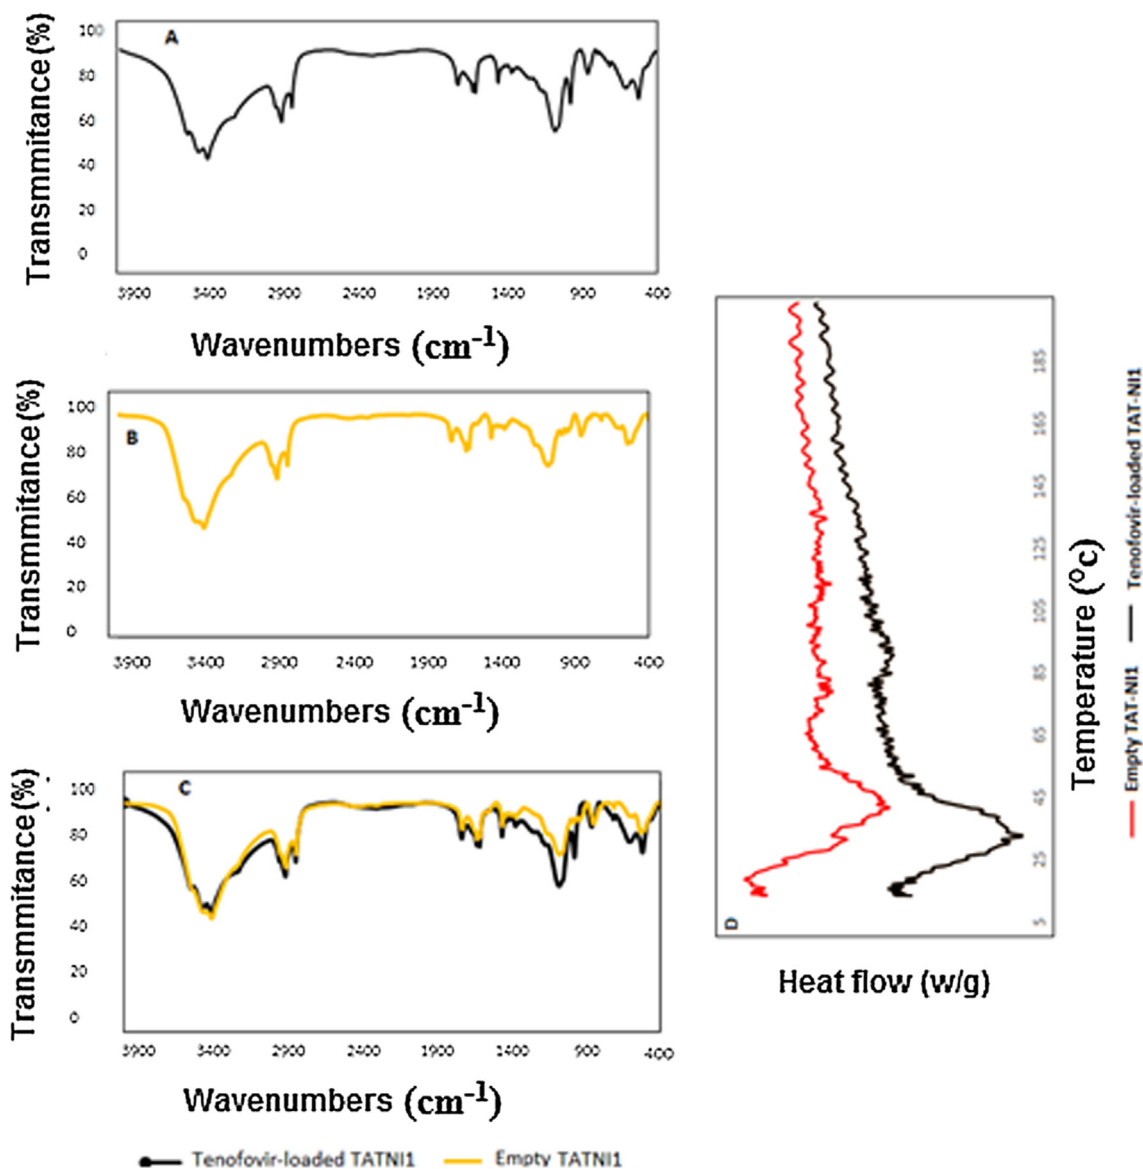 A
Transmmitance(%)
100
80
60
40
20
0
3900 3400 2900 2400 1900 1400 900 400
Wavenumbers (cm-1)
B
Transmmitance(%)
100
80
60
40
20
0
3900 3400 2900 2400 1900 1400 900 400
Wavenumbers (cm-1)
C
Transmmitance(%)
100
80
60
40
20
0
3900 3400 2900 2400 1900 1400 900 400
Wavenumbers (cm-1)
Tenofovir-loaded TATNI1 Empty TATNI1
D
5 25 45 65 85 105 125 145 165 185
Temperature (°c)
Heat flow (w/g)
Empty TAT-NI1 Tenofovir-loaded TAT-NI1